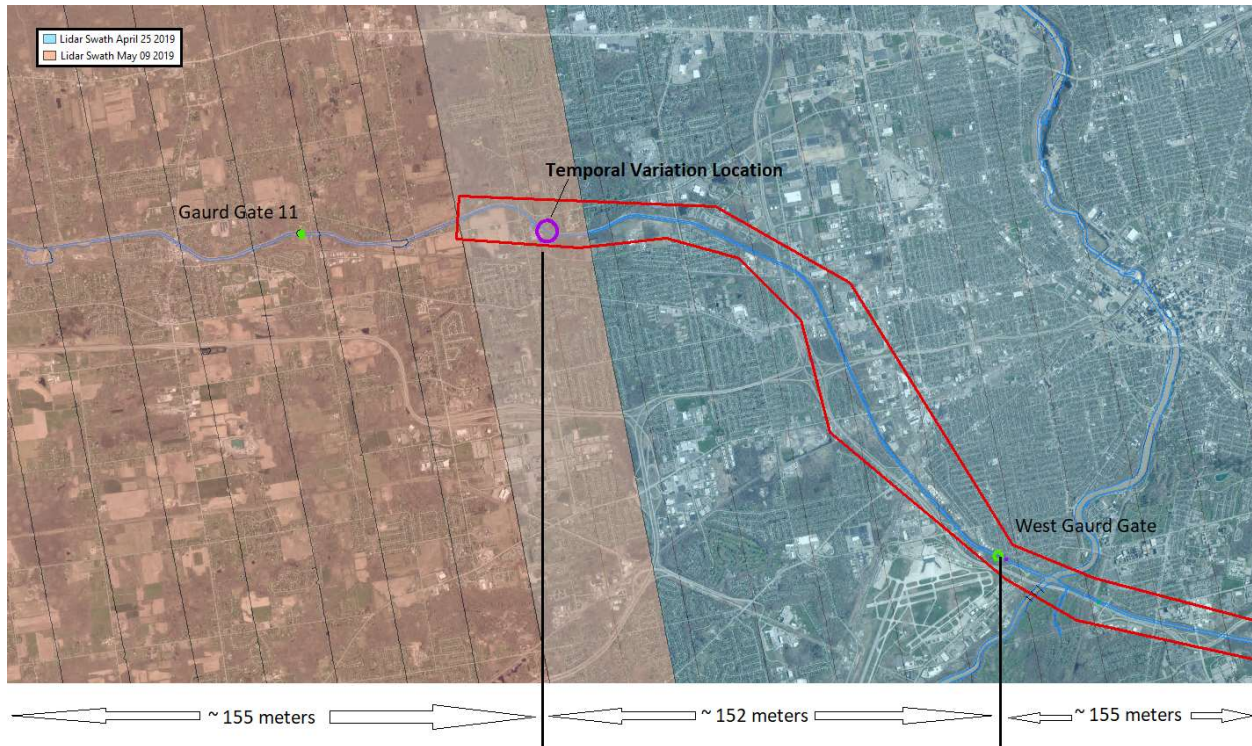 Lidar Swath April 25 2019
Lidar Swath May 09 2019
Temporal Variation Location
Gaurd Gate 11
West Gaurd Gate
~ 155 meters
~ 152 meters
~ 155 meters